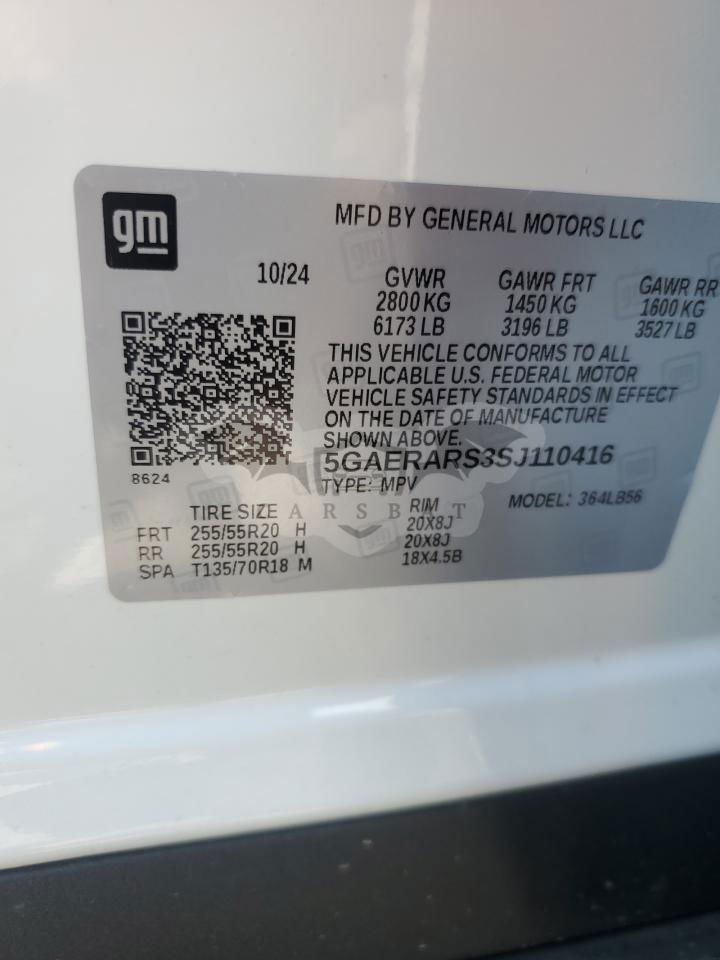 gm
MFD BY GENERAL MOTORS LLC
10/24
GVWR GAWR FRT GAWR RR
2800 KG 1450 KG 1600 KG
6173 LB 3196 LB 3527 LB
THIS VEHICLE CONFORMS TO ALL
APPLICABLE U.S. FEDERAL MOTOR
VEHICLE SAFETY STANDARDS IN EFFECT
ON THE DATE OF MANUFACTURE
SHOWN ABOVE.
8624
5GAERARS3SJ110416
TYPE: MPV
MODEL: 364LB56
TIRE SIZE RIM
FRT 255/55R20 H 20X8J
RR 255/55R20 H 20X8J
SPA T135/70R18 M 18X4.5B
ARSBAT